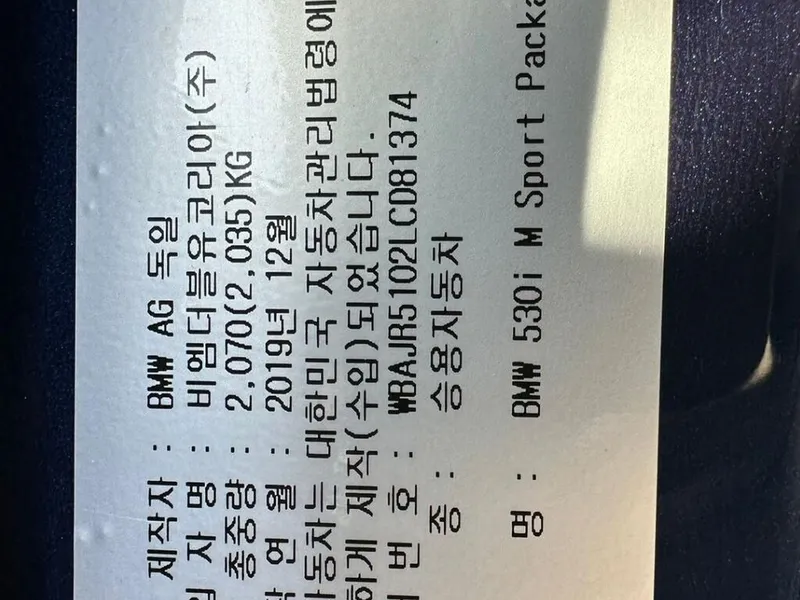 제작자 : BMW AG 독일
입 자 명 : 비엠더블유코리아(주)
총중량 : 2,070(2,035)KG
작 연 월 : 2019년 12월
자동차는 대한민국 자동차관리법령에
하게 제작(수입)되었습니다.
번 호 : WBAJR5102LCD81374
종 : 승용자동차
명 : BMW 530i M Sport Packa